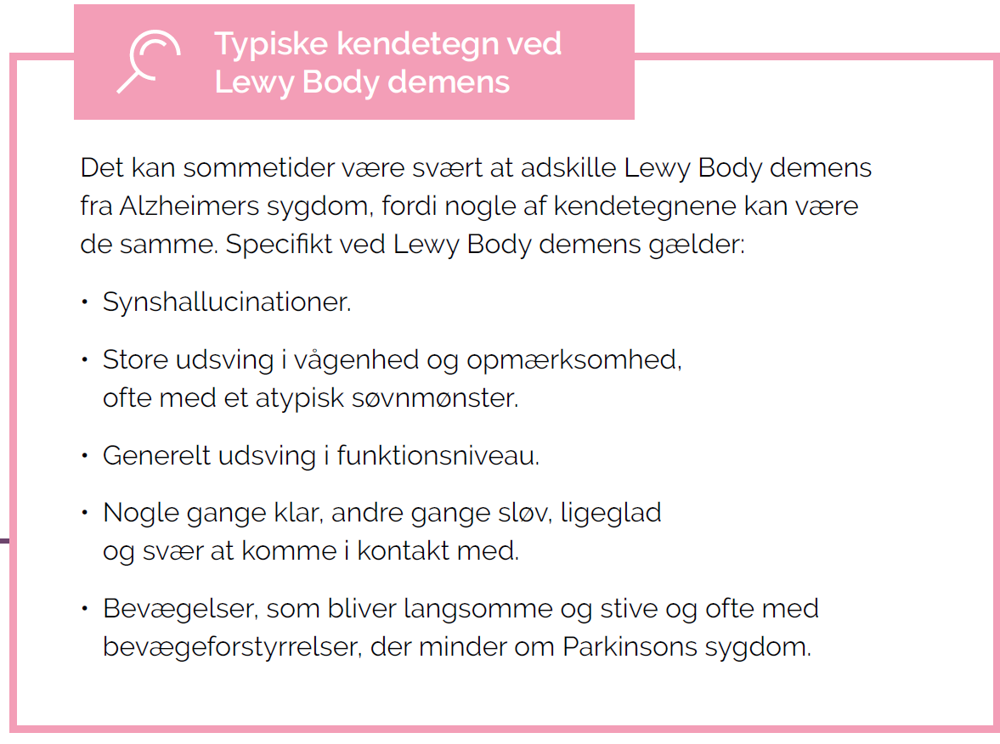 Typiske kendetegn ved
Lewy Body demens
Det kan sommetider være svært at adskille Lewy Body demens
fra Alzheimers sygdom, fordi nogle af kendetegnene kan være
de samme. Specifikt ved Lewy Body demens gælder:
• Synshallucinationer.
• Store udsving i vågenhed og opmærksomhed,
ofte med et atypisk søvnmønster.
• Generelt udsving i funktionsniveau.
• Nogle gange klar, andre gange sløv, ligeglad
og svær at komme i kontakt med.
• Bevægelser, som bliver langsomme og stive og ofte med
bevægeforstyrrelser, der minder om Parkinsons sygdom.